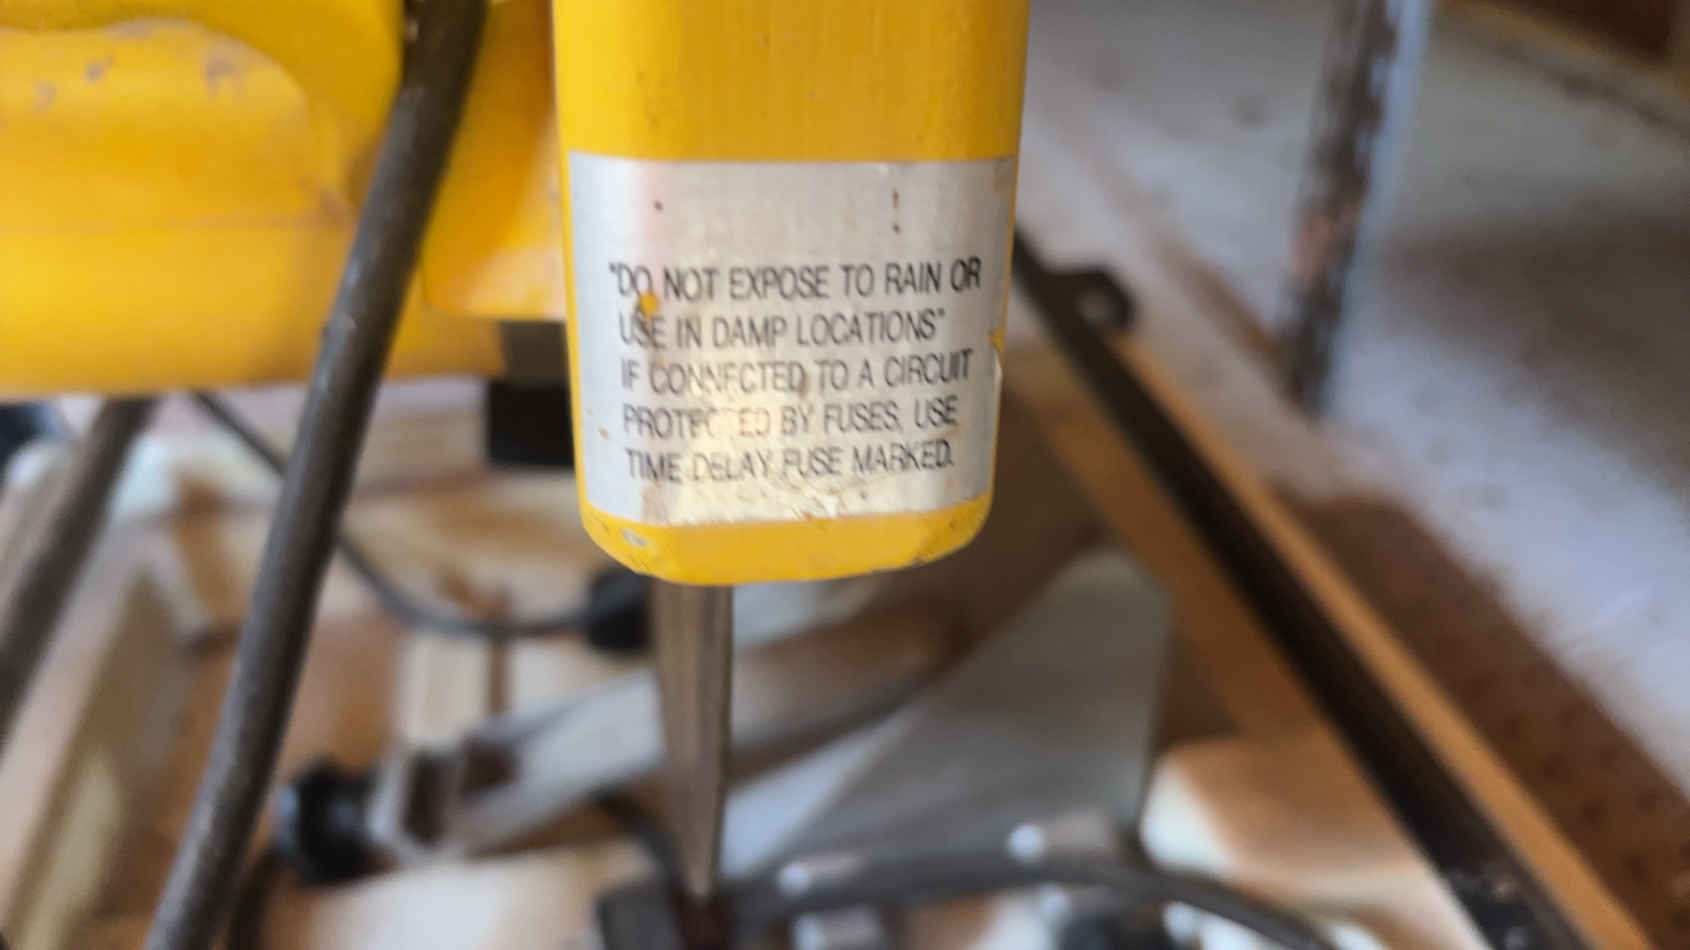 "DO NOT EXPOSE TO RAIN OR
USE IN DAMP LOCATIONS"
IF CONNECTED TO A CIRCUIT
PROTECTED BY FUSES, USE
TIME DELAY FUSE MARKED.